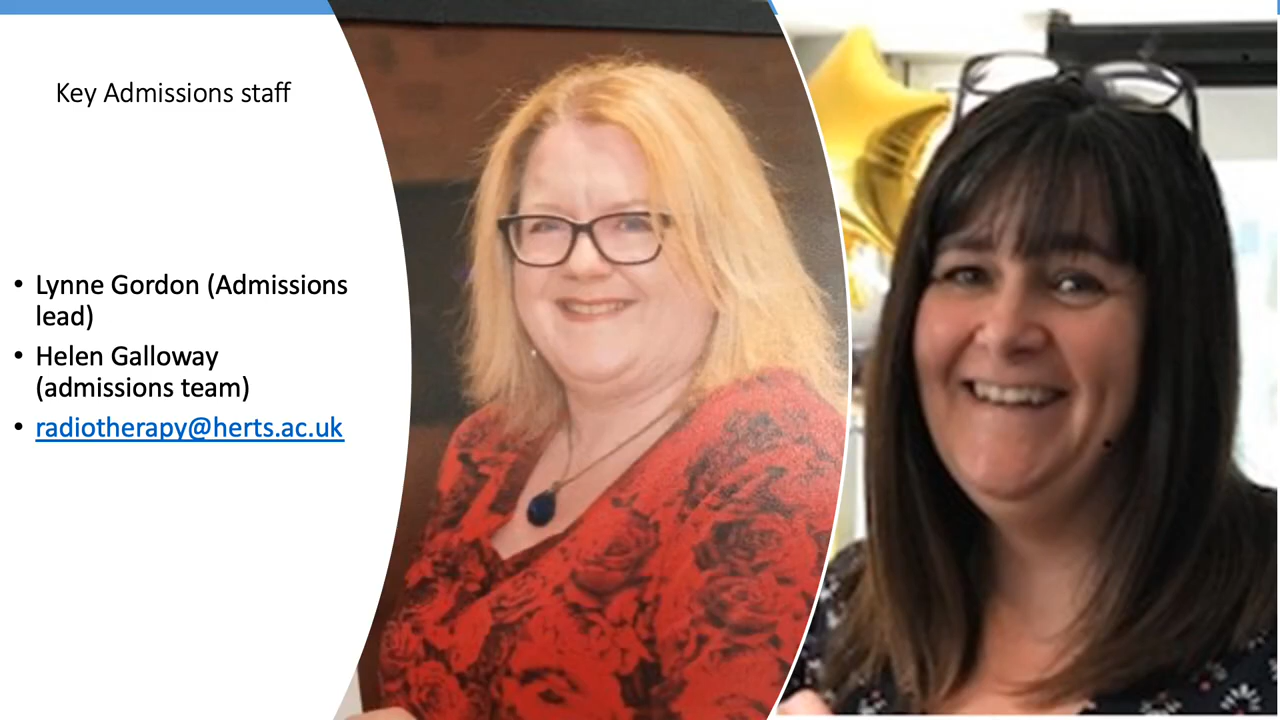 Key Admissions staff
• Lynne Gordon (Admissions
lead)
• Helen Galloway
(admissions team)
• radiotherapy@herts.ac.uk